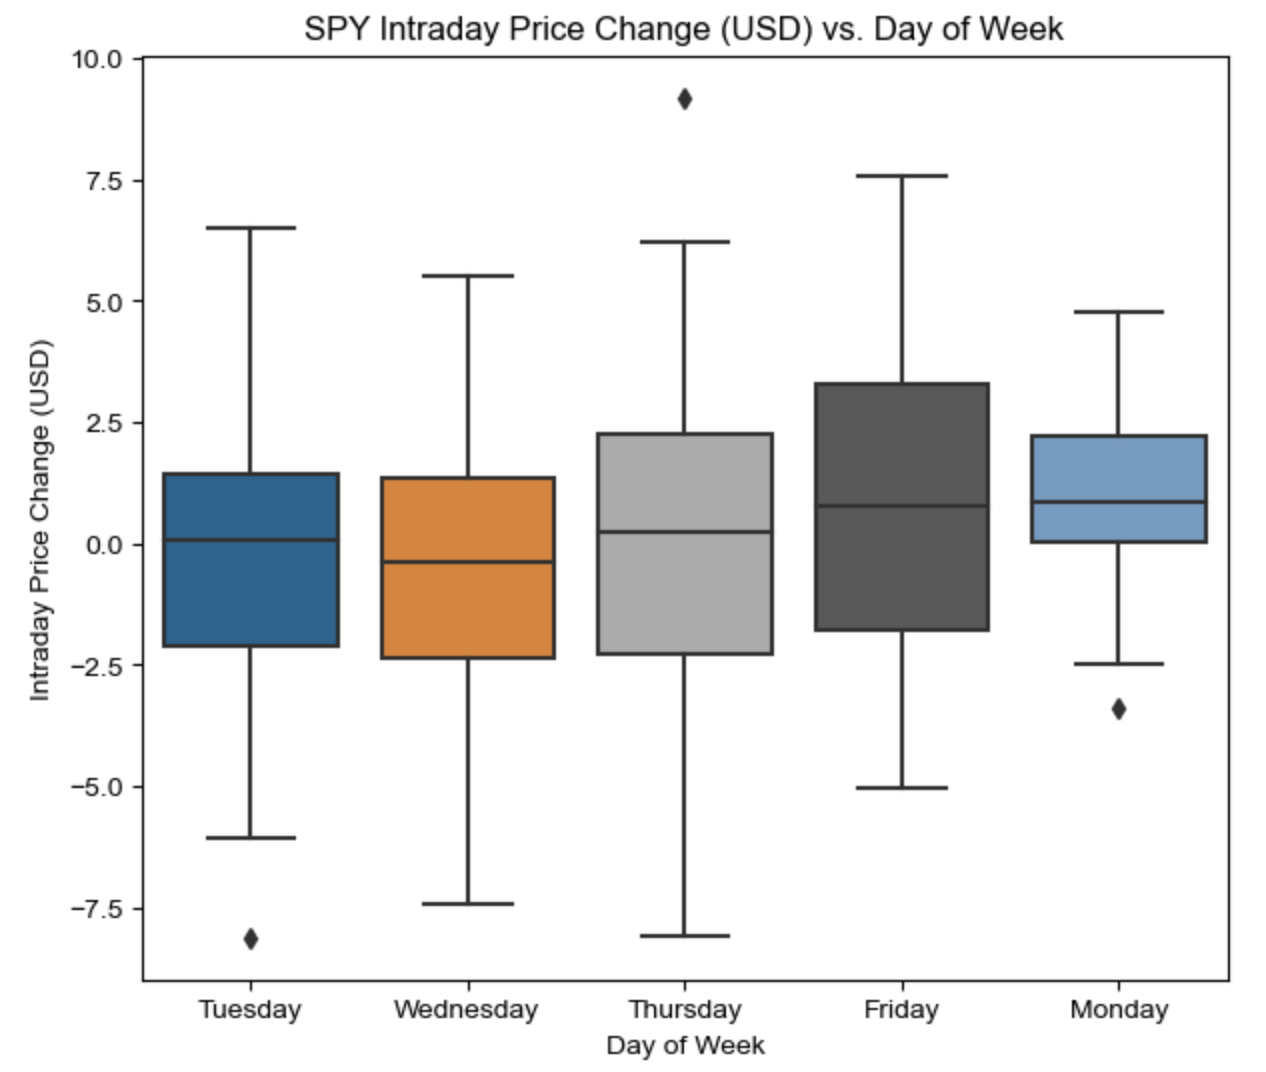 SPY Intraday Price Change (USD) vs. Day of Week
10.0
7.5
5.0
2.5
0.0
−2.5
−5.0
−7.5
Intraday Price Change (USD)
Tuesday
Wednesday
Thursday
Friday
Monday
Day of Week